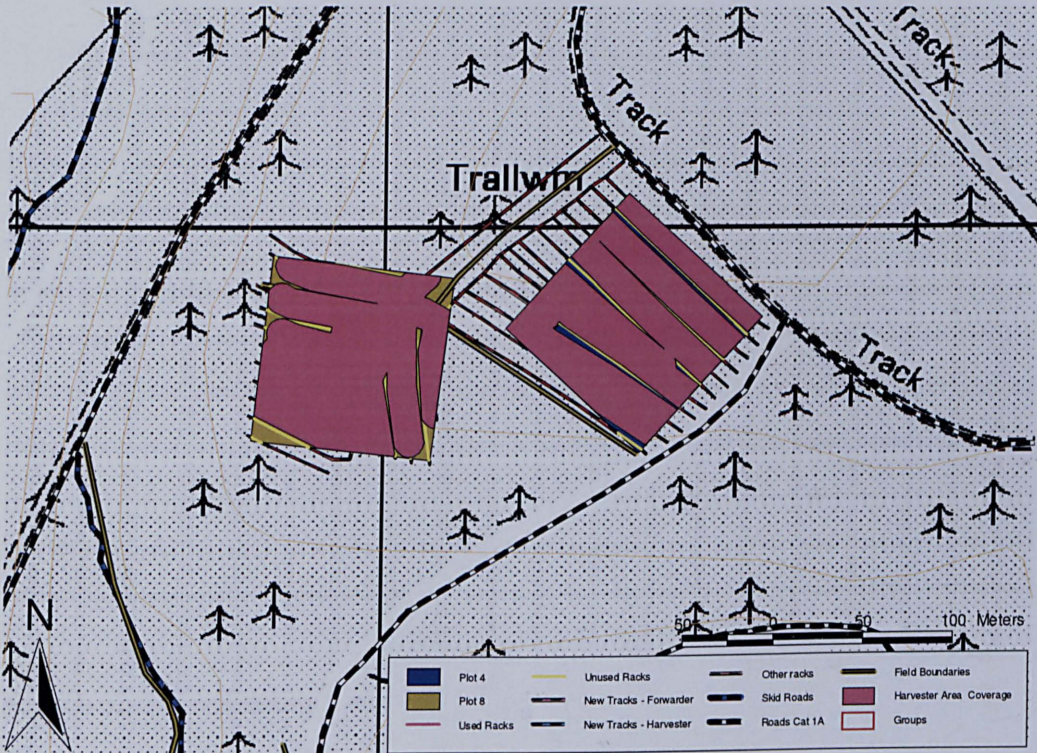 Track
Track
Trallwm
Track
N
50
0
50
100 Meters
Plot 4
Unused Racks
Other racks
Field Boundaries
Plot 8
New Tracks - Forwarder
Skid Roads
Harvester Area Coverage
Used Racks
New Tracks - Harvester
Roads Cat 1A
Groups